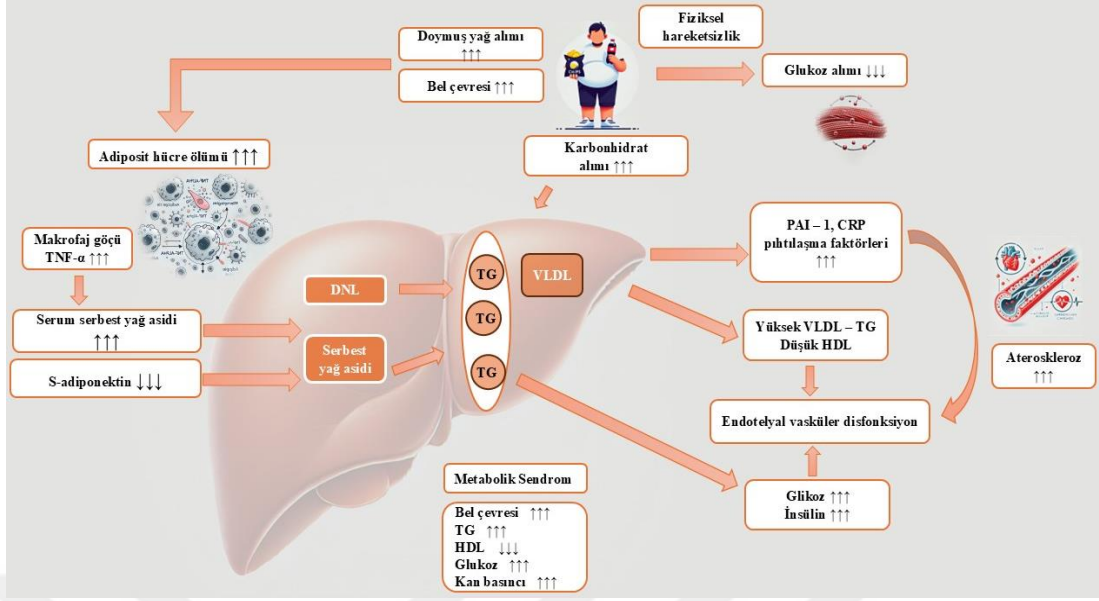 Doymuş yağ alımı
↑↑↑
Bel çevresi ↑↑↑
Fiziksel
hareketsizlik
Glukoz alımı ↓↓↓
Karbonhidrat
alımı ↑↑↑
Adiposit hücre ölümü ↑↑↑
Makrofaj göçü
TNF-α ↑↑↑
Serum serbest yağ asidi
↑↑↑
S-adiponektin ↓↓↓
DNL
Serbest
yağ asidi
TG
TG
TG
VLDL
PAI – 1, CRP
pıhtılaşma faktörleri
↑↑↑
Yüksek VLDL – TG
Düşük HDL
Ateroskleroz
↑↑↑
Endotelyal vasküler disfonksiyon
Glikoz ↑↑↑
İnsülin ↑↑↑
Metabolik Sendrom
Bel çevresi ↑↑↑
TG ↑↑↑
HDL ↓↓↓
Glukoz ↑↑↑
Kan basıncı ↑↑↑